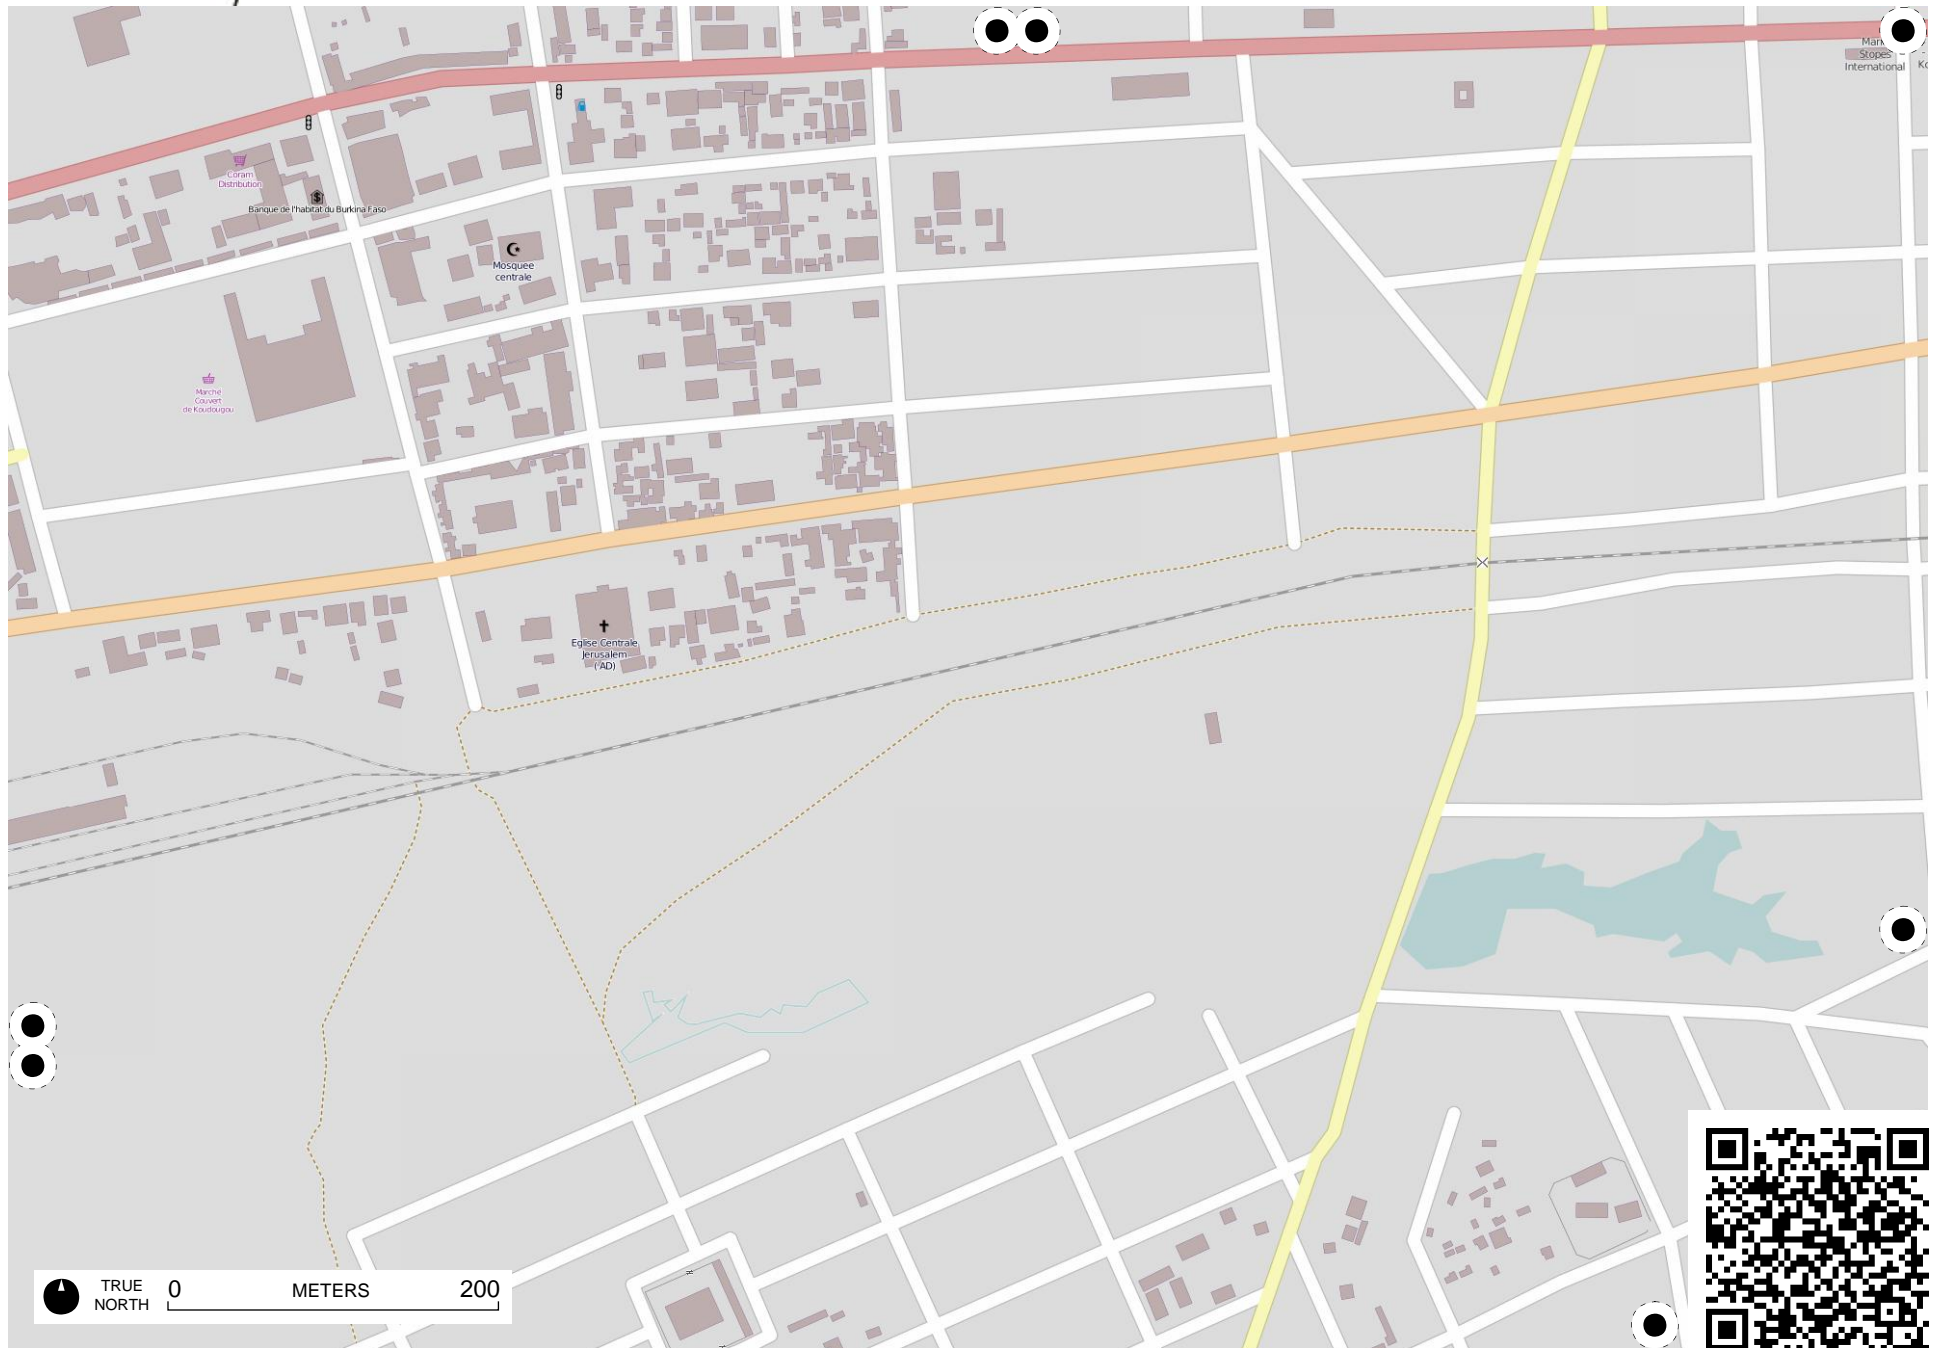 Marie
Stopes
International
Coram
Distribution
Banque de l'habitat du Burkina Faso
Mosquee
centrale
Marché
Couvert
de Koudougou
Eglise Centrale
Jerusalem
(AD)
TRUE
NORTH
0
METERS
200